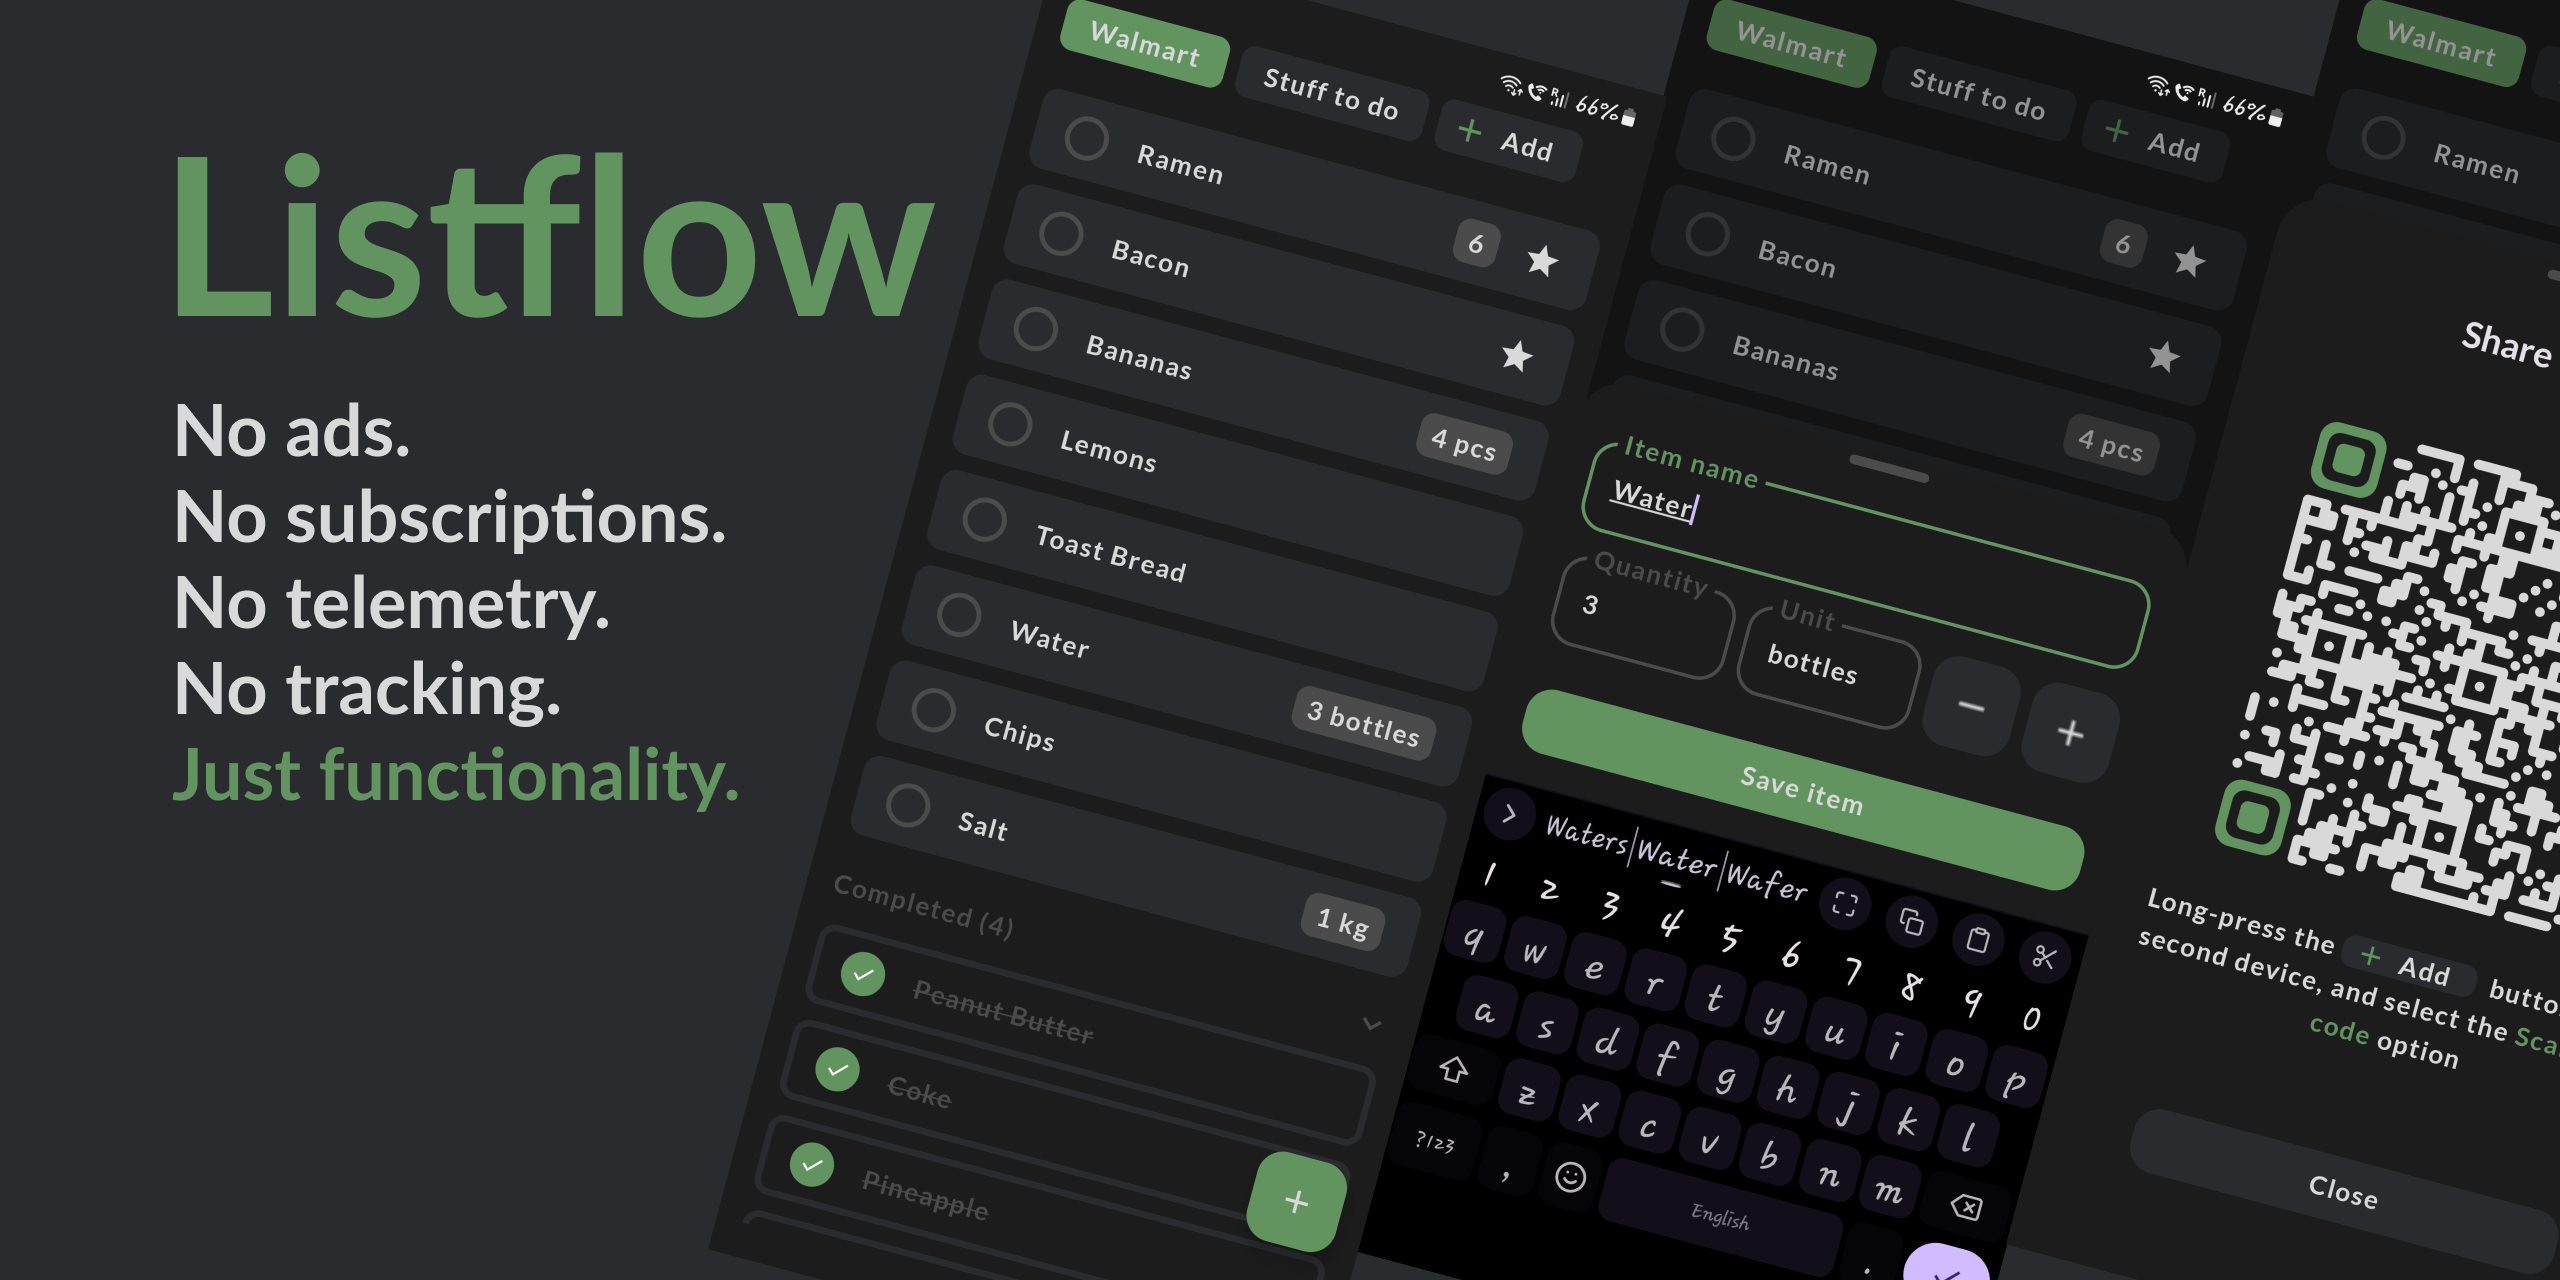 Listflow
No ads.
No subscriptions.
No telemetry.
No tracking.
Just functionality.
66%
Walmart
Stuff to do
+ Add
Ramen
6
Bacon
Bananas
4 pcs
Lemons
Toast Bread
Water
3 bottles
Chips
Salt
1 kg
Completed (4)
Peanut Butter
Coke
Pineapple
+
66%
Walmart
Stuff to do
+ Add
Ramen
6
Bacon
Bananas
4 pcs
Item name
Water
Quantity
3
Unit
bottles
− +
Save item
Waters Water Wafer
1 2 3 4 5 6 7 8 9 0
q w e r t y u i o p
a s d f g h j k l
z x c v b n m
?123 , English .
Walmart
Ramen
Share
Long-press the + Add
second device, and select the
code option
Close